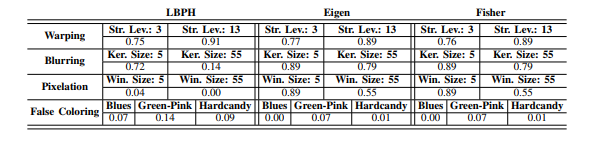 LBPH Eigen Fisher
Warping Str. Lev.: 3 Str. Lev.: 13 Str. Lev.: 3 Str. Lev.: 13 Str. Lev.: 3 Str. Lev.: 13
0.75 0.91 0.77 0.89 0.76 0.89
Blurring Ker. Size: 5 Ker. Size: 55 Ker. Size: 5 Ker. Size: 55 Ker. Size: 5 Ker. Size: 55
0.72 0.14 0.89 0.79 0.89 0.79
Pixelation Win. Size: 5 Win. Size: 55 Win. Size: 5 Win. Size: 55 Win. Size: 5 Win. Size: 55
0.04 0.00 0.89 0.55 0.89 0.55
False Coloring Blues Green-Pink Hardcandy Blues Green-Pink Hardcandy Blues Green-Pink Hardcandy
0.07 0.14 0.09 0.00 0.07 0.01 0.00 0.07 0.01